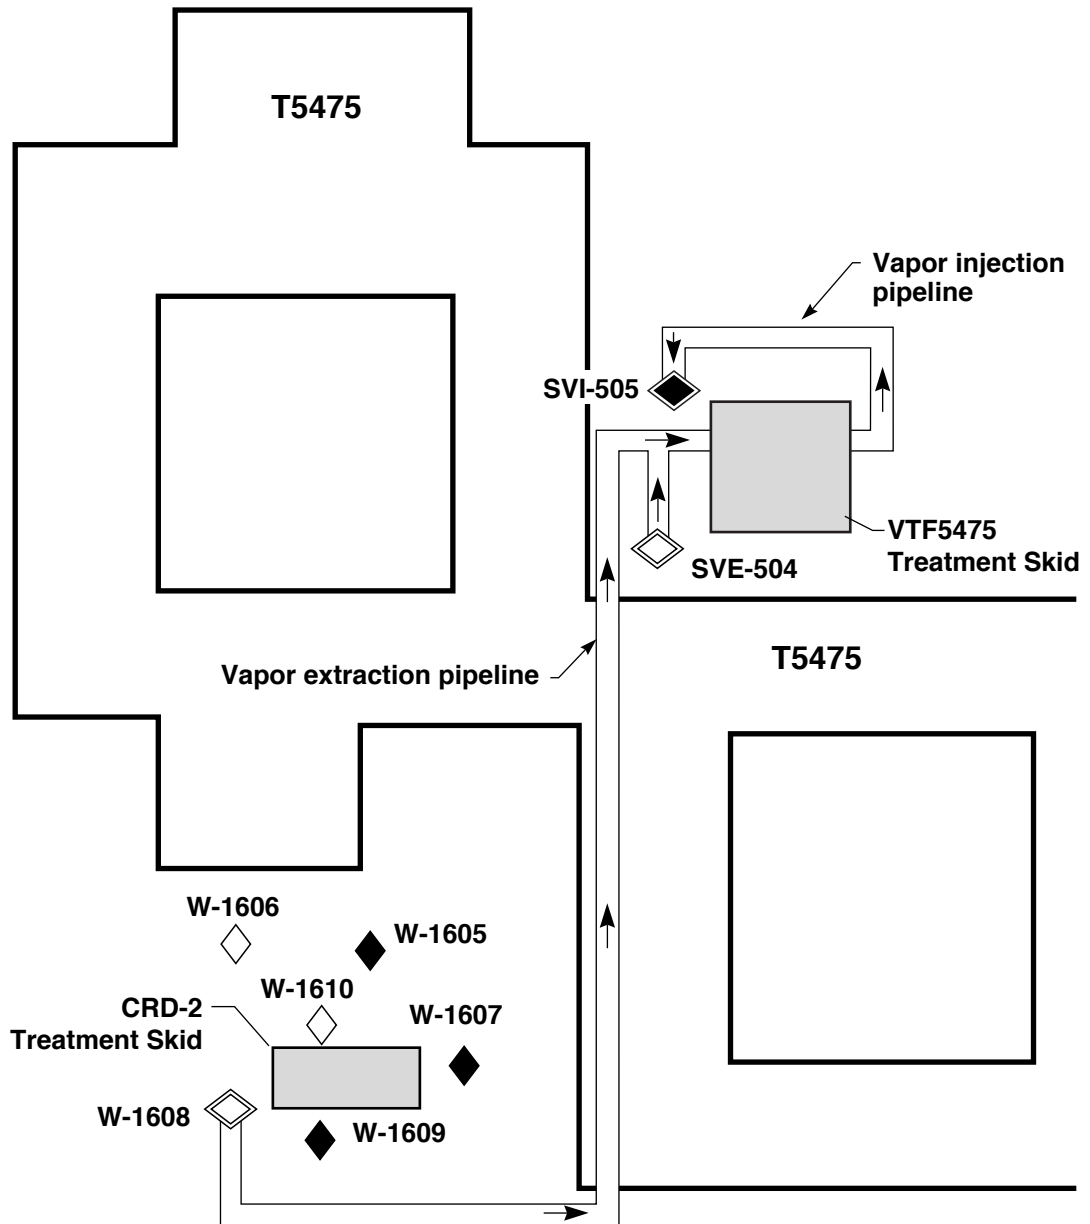 T5475
Vapor injection
pipeline
SVI-505
VTF5475
Treatment Skid
SVE-504
T5475
Vapor extraction pipeline
W-1606
W-1605
W-1610
CRD-2
Treatment Skid
W-1607
W-1608
W-1609